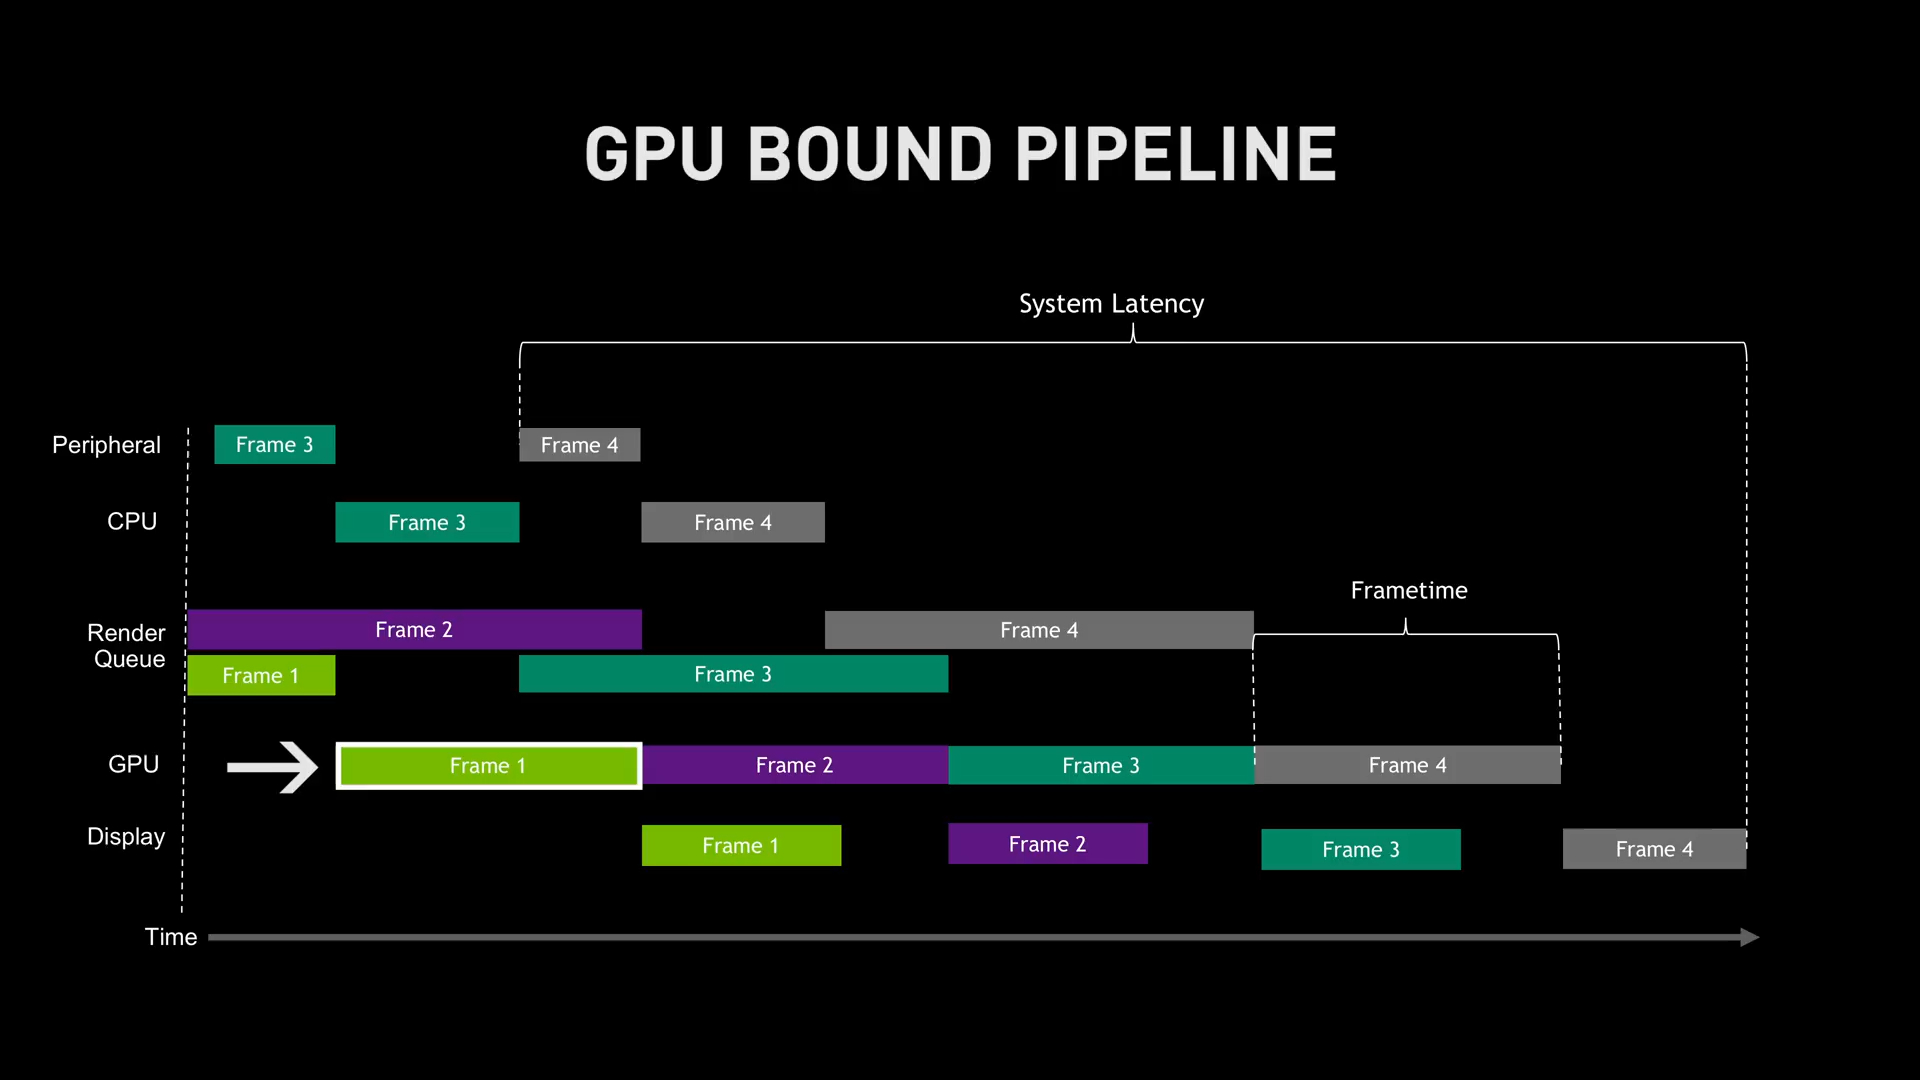 GPU BOUND PIPELINE
System Latency
Peripheral
Frame 3
Frame 4
CPU
Frame 3
Frame 4
Frametime
Render
Queue
Frame 2
Frame 4
Frame 1
Frame 3
GPU
Frame 1
Frame 2
Frame 3
Frame 4
Display
Frame 1
Frame 2
Frame 3
Frame 4
Time